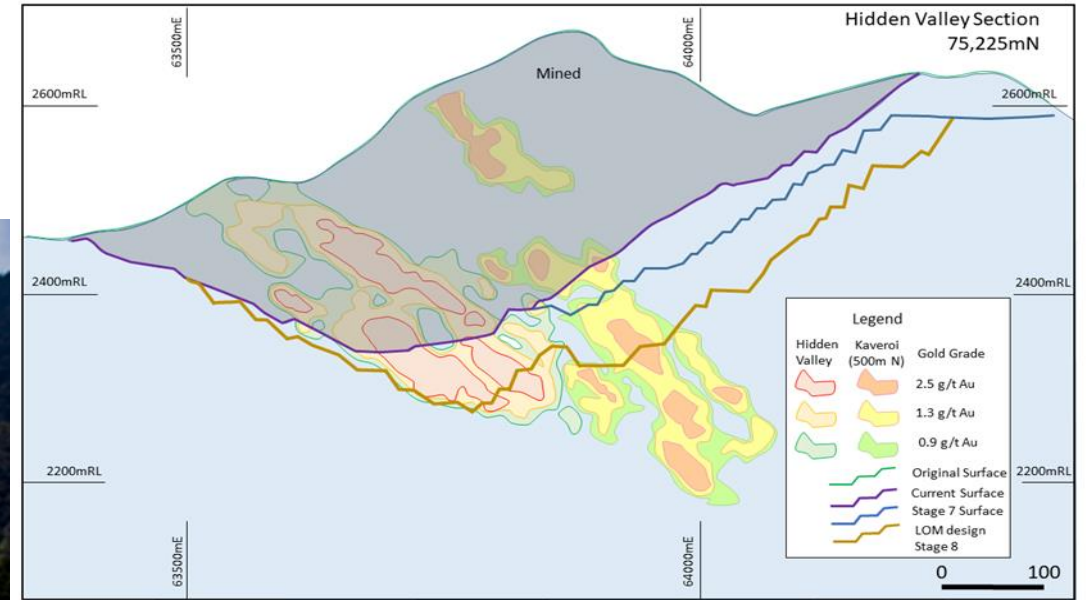 Hidden Valley Section
75,225mN
63500mE
64000mE
Mined
2600mRL
2600mRL
2400mRL
2400mRL
2200mRL
2200mRL
63500mE
64000mE
Legend
Hidden
Valley
Kaveroi
(500m N)
Gold Grade
2.5 g/t Au
1.3 g/t Au
0.9 g/t Au
Original Surface
Current Surface
Stage 7 Surface
LOM design
Stage 8
0 100